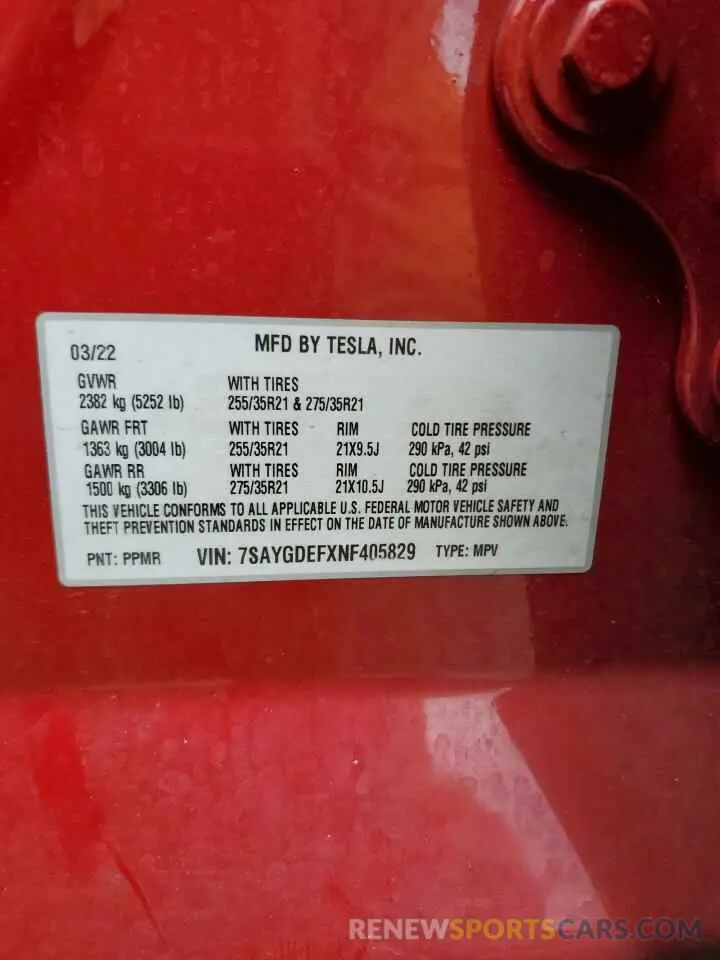 03/22 MFD BY TESLA, INC.
GVWR WITH TIRES
2382 kg (5252 lb) 255/35R21 & 275/35R21
GAWR FRT WITH TIRES RIM COLD TIRE PRESSURE
1363 kg (3004 lb) 255/35R21 21X9.5J 290 kPa, 42 psi
GAWR RR WITH TIRES RIM COLD TIRE PRESSURE
1500 kg (3306 lb) 275/35R21 21X10.5J 290 kPa, 42 psi
THIS VEHICLE CONFORMS TO ALL APPLICABLE U.S. FEDERAL MOTOR VEHICLE SAFETY AND
THEFT PREVENTION STANDARDS IN EFFECT ON THE DATE OF MANUFACTURE SHOWN ABOVE.
PNT: PPMR VIN: 7SAYGDEFXNF405829 TYPE: MPV
RENEWSPORTSCARS.COM